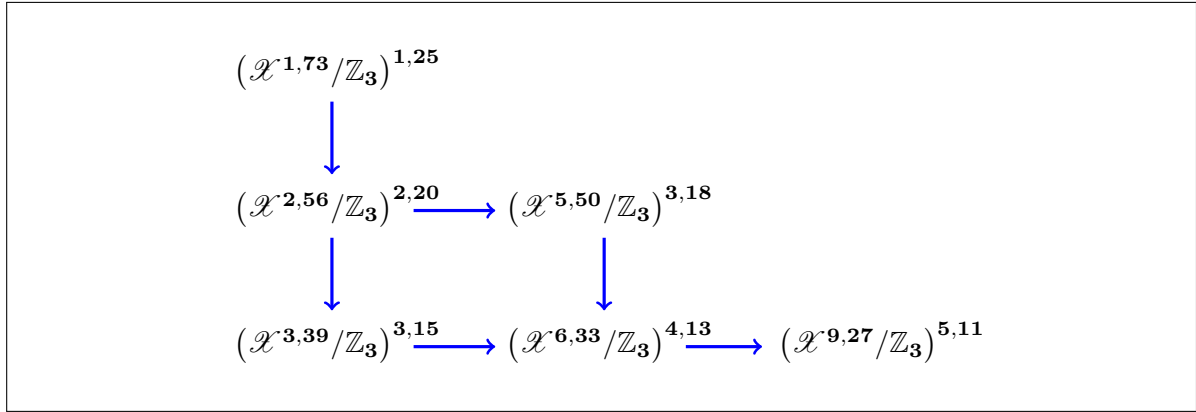 (𝒳^{1,73}/ℤ_3)^{1,25}
(𝒳^{2,56}/ℤ_3)^{2,20} (𝒳^{5,50}/ℤ_3)^{3,18}
(𝒳^{3,39}/ℤ_3)^{3,15} (𝒳^{6,33}/ℤ_3)^{4,13} (𝒳^{9,27}/ℤ_3)^{5,11}